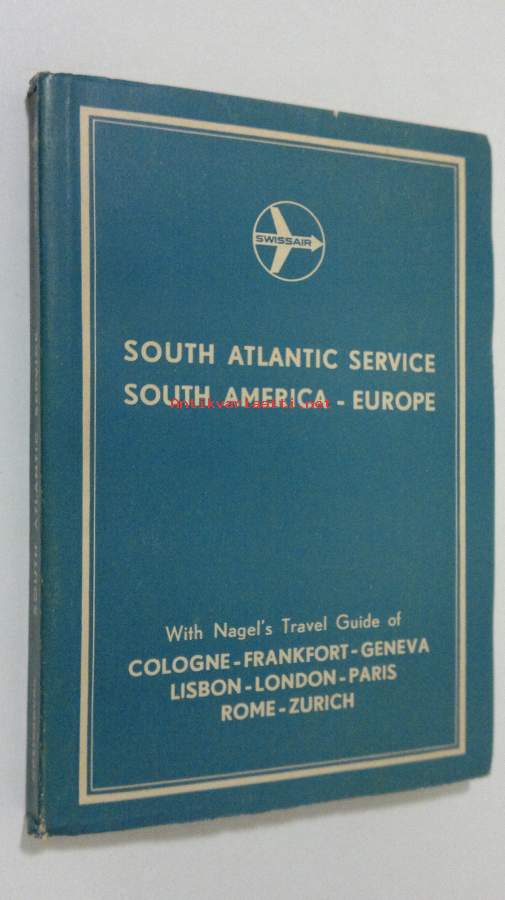 SWISSAIR
SOUTH ATLANTIC SERVICE
SOUTH AMERICA - EUROPE
Antikvariaatti.net
With Nagel's Travel Guide of
COLOGNE - FRANKFORT - GENEVA
LISBON - LONDON - PARIS
ROME - ZURICH
SOUTH ATLANTIC SERVICE